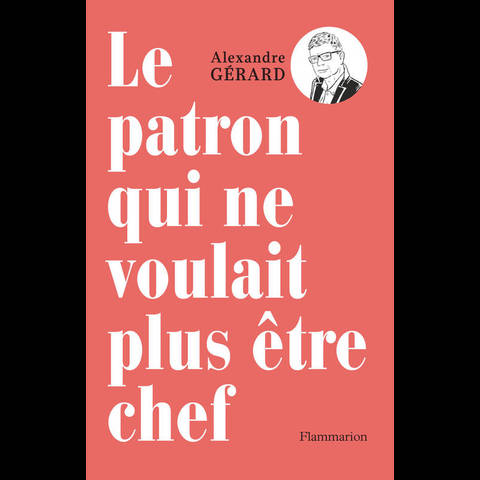 Le
Alexandre
GÉRARD
patron
qui ne
voulait
plus être
chef
Flammarion